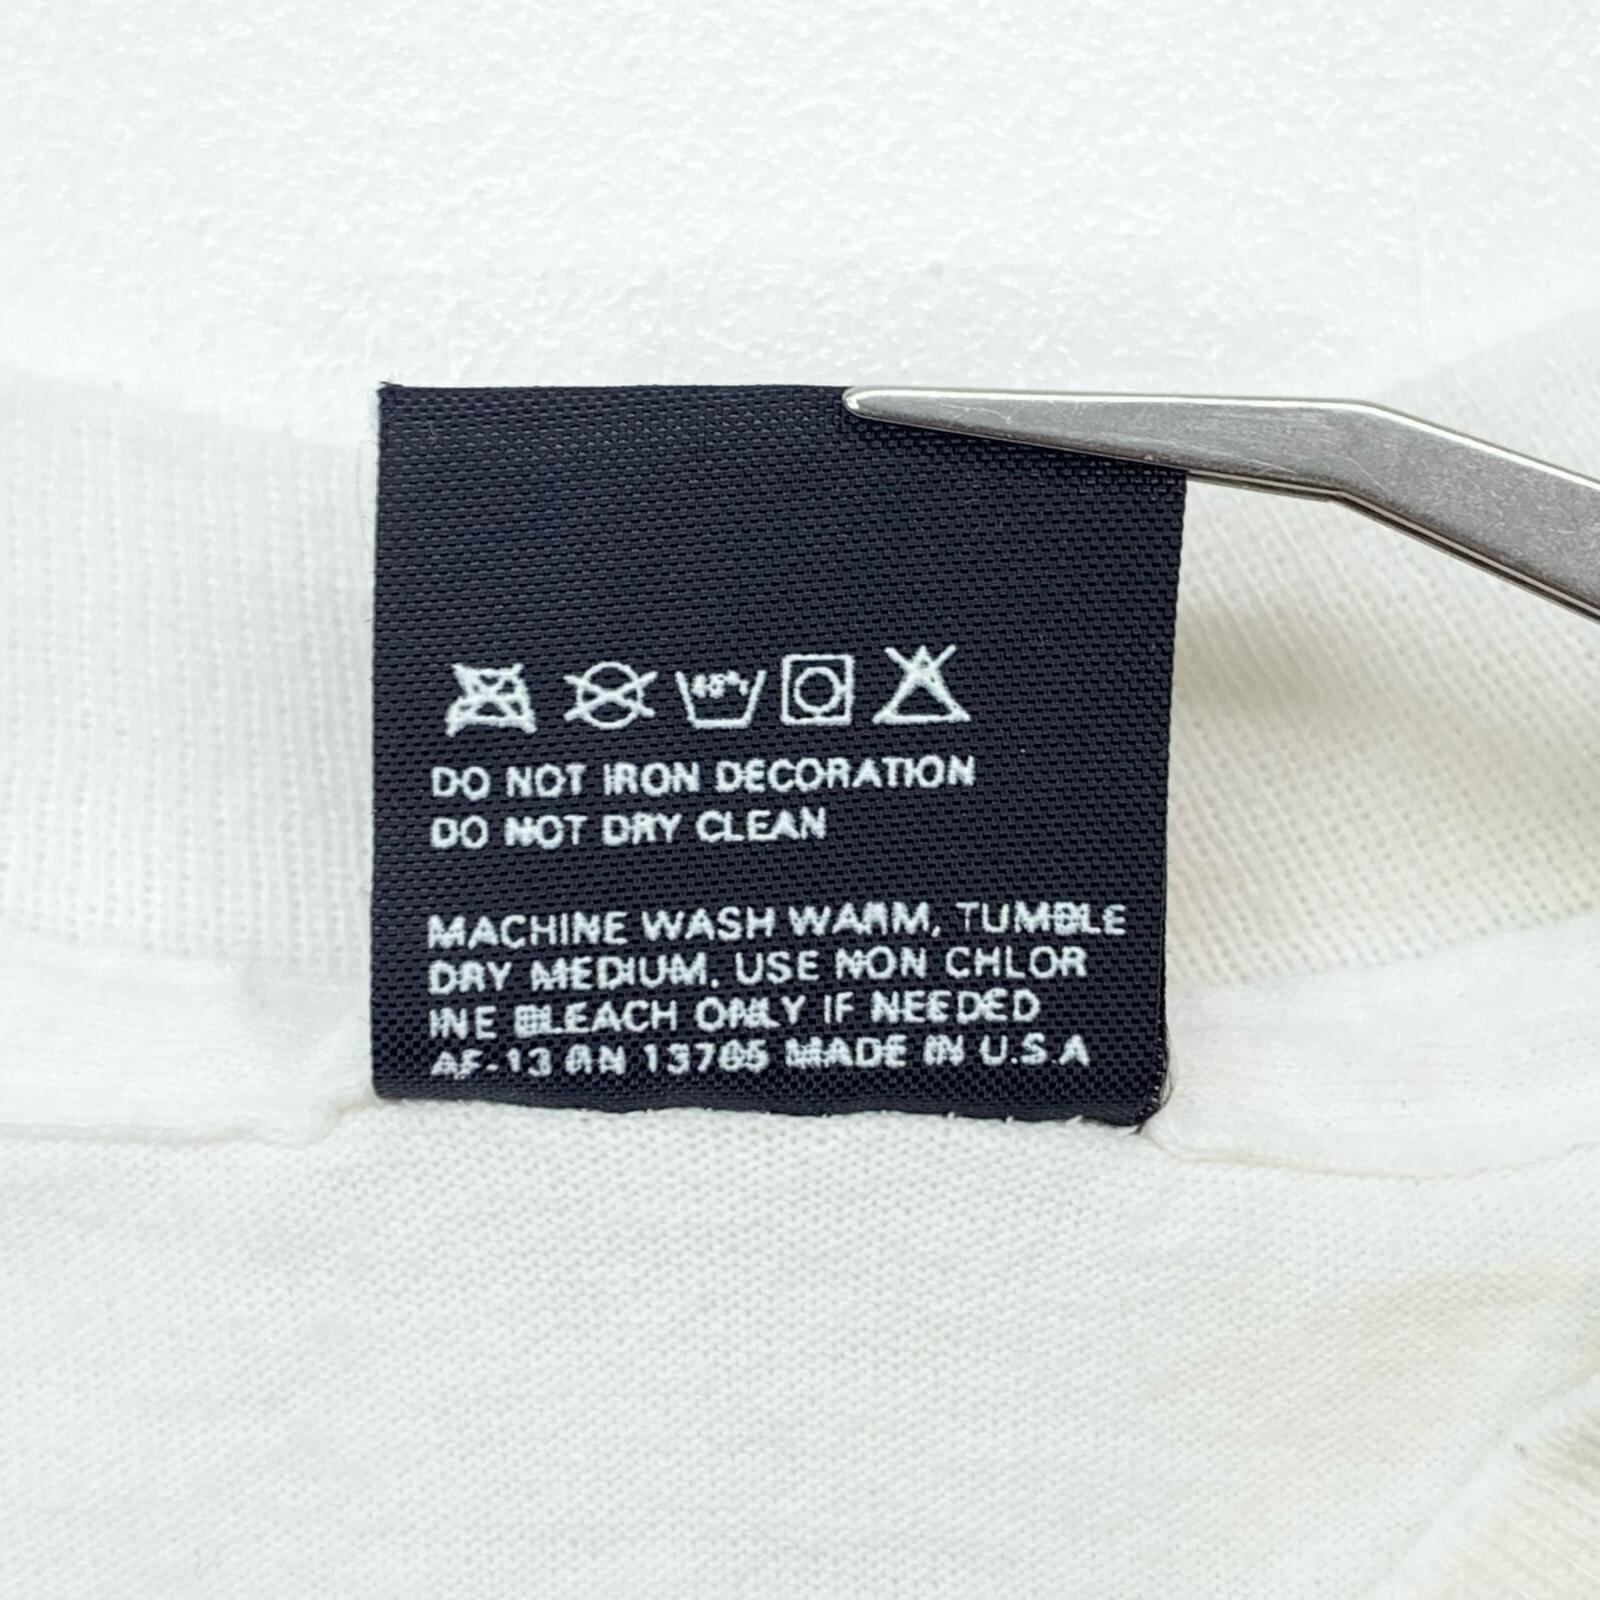 DO NOT IRON DECORATION
DO NOT DRY CLEAN
MACHINE WASH WARM, TUMBLE
DRY MEDIUM. USE NON CHLOR
INE BLEACH ONLY IF NEEDED
AF-13 RN 13765 MADE IN U.S.A